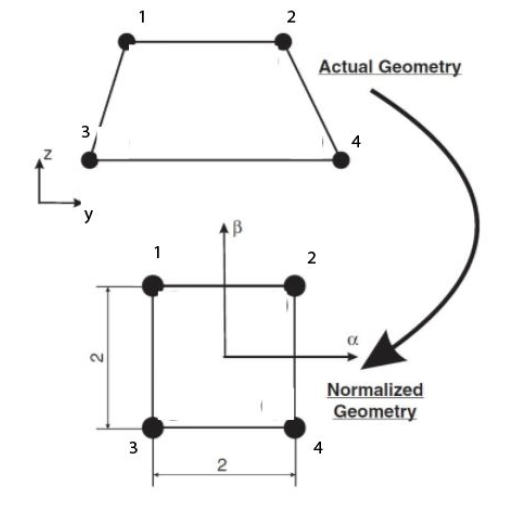 1
2
Actual Geometry
3
4
z
y
β
1
2
α
2
Normalized
Geometry
3
4
2